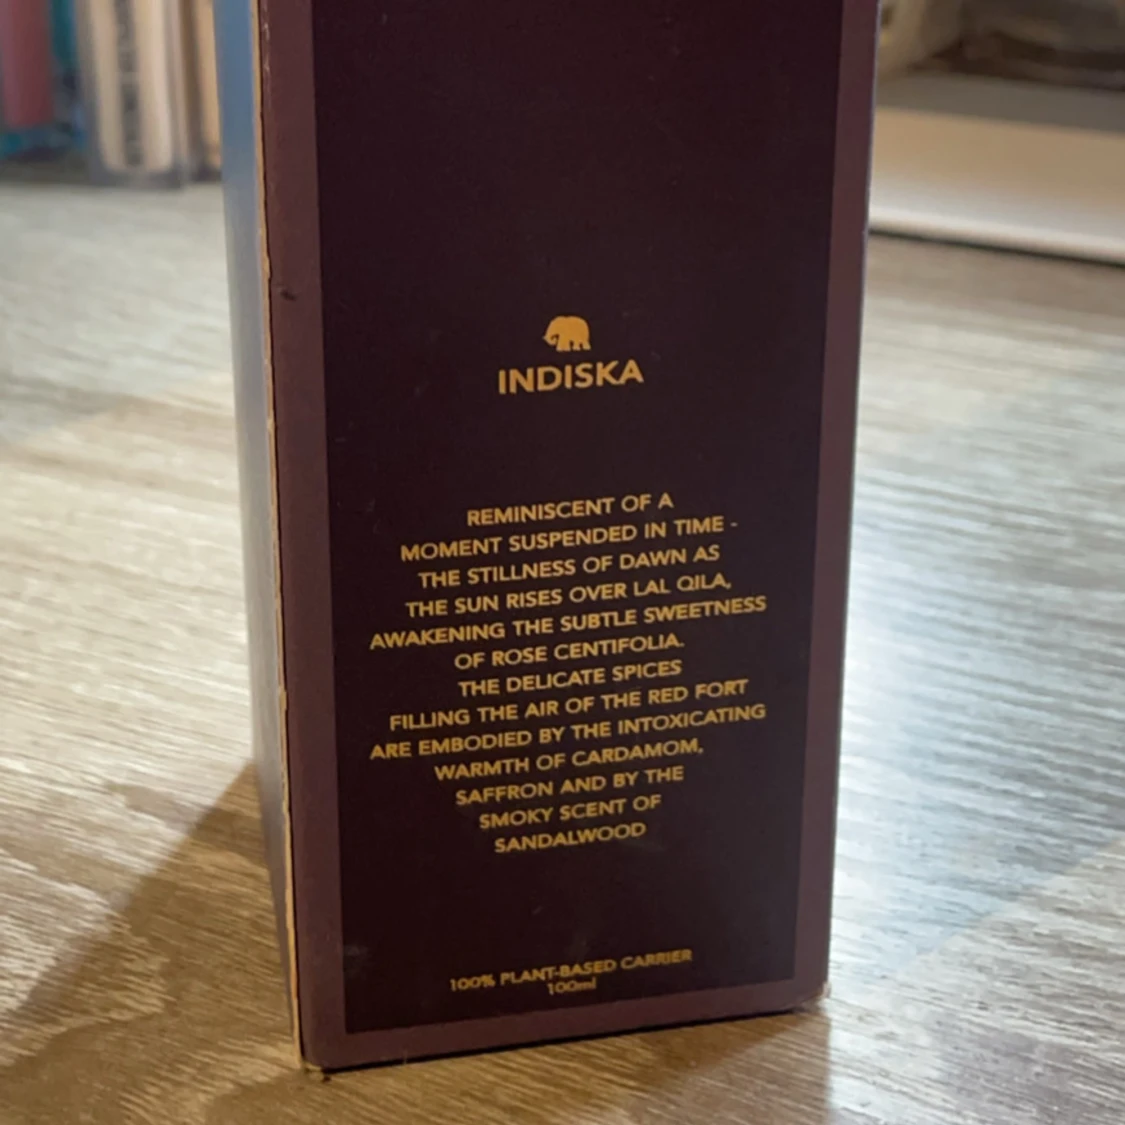 INDISKA
REMINISCENT OF A
MOMENT SUSPENDED IN TIME -
THE STILLNESS OF DAWN AS
THE SUN RISES OVER LAL QILA,
AWAKENING THE SUBTLE SWEETNESS
OF ROSE CENTIFOLIA.
THE DELICATE SPICES
FILLING THE AIR OF THE RED FORT
ARE EMBODIED BY THE INTOXICATING
WARMTH OF CARDAMOM,
SAFFRON AND BY THE
SMOKY SCENT OF
SANDALWOOD
100% PLANT-BASED CARRIER
100ml